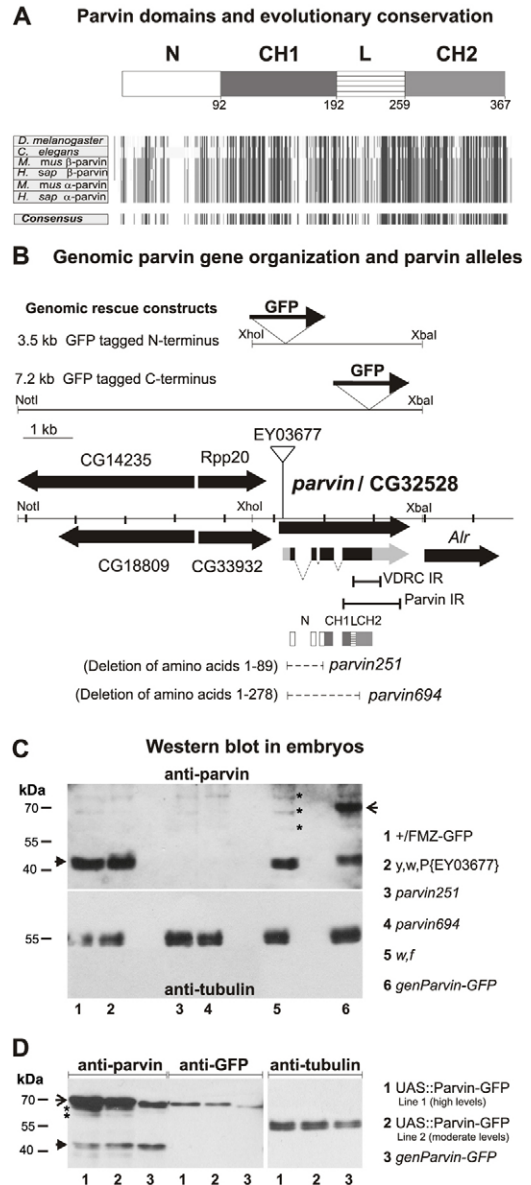 A Parvin domains and evolutionary conservation
N CH1 L CH2
92 192 259 367
D. melanogaster
C. elegans
M. mus β-parvin
H. sap β-parvin
M. mus α-parvin
H. sap α-parvin
Consensus
B Genomic parvin gene organization and parvin alleles
Genomic rescue constructs
GFP
3.5 kb GFP tagged N-terminus
XhoI XbaI
7.2 kb GFP tagged C-terminus
GFP
NotI XbaI
1 kb
EY03677
CG14235 Rpp20
parvin / CG32528
NotI XhoI XbaI
CG18809 CG33932
Alr
VDRC IR
Parvin IR
N CH1 L CH2
(Deletion of amino acids 1-89) parvin251
(Deletion of amino acids 1-278) parvin694
C Western blot in embryos
anti-parvin
kDa
70
55
40
*
*
*
55
anti-tubulin
1 2 3 4 5 6
1 +/FMZ-GFP
2 y,w,P{EY03677}
3 parvin251
4 parvin694
5 w,f
6 genParvin-GFP
D
anti-parvin anti-GFP anti-tubulin
kDa
70
*
*
55
40
1 2 3 1 2 3 1 2 3
1 UAS::Parvin-GFP
Line 1 (high levels)
2 UAS::Parvin-GFP
Line 2 (moderate levels)
3 genParvin-GFP